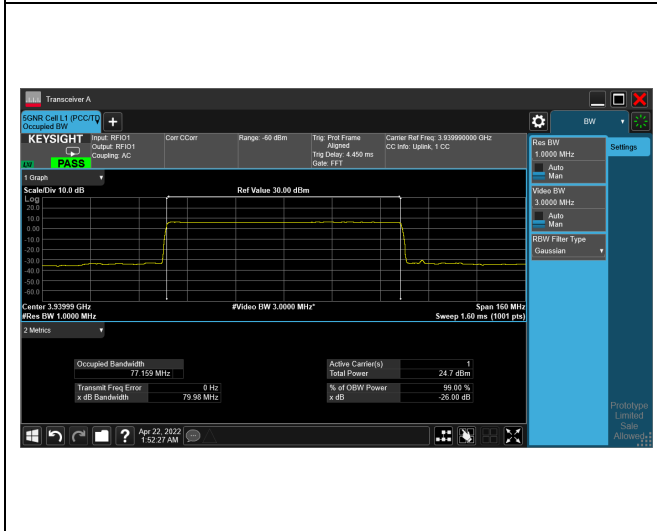 Transceiver A
5GNR Cell L1 (PCC/TD
Occupied BW
+
BW
KEYSIGHT
LXI
PASS
Input: RFIO1
Output: RFIO1
Coupling: AC
Corr CCorr
Range: -60 dBm
Trig: Prot Frame
Aligned
Trig Delay: 4.450 ms
Gate: FFT
Carrier Ref Freq: 3.939990000 GHz
CC Info: Uplink, 1 CC
1 Graph
Scale/Div 10.0 dB
Ref Value 30.00 dBm
Log
20.0
10.0
0.00
-10.0
-20.0
-30.0
-40.0
-50.0
-60.0
Center 3.93999 GHz
#Video BW 3.0000 MHz*
Span 160 MHz
#Res BW 1.0000 MHz
Sweep 1.60 ms (1001 pts)
2 Metrics
Occupied Bandwidth
77.159 MHz
Active Carrier(s) 1
Total Power 24.7 dBm
Transmit Freq Error 0 Hz
x dB Bandwidth 79.98 MHz
% of OBW Power 99.00 %
x dB -26.00 dB
Res BW
1.0000 MHz
Auto
Man
Video BW
3.0000 MHz
Auto
Man
RBW Filter Type
Gaussian
Settings
Prototype
Limited
Sale
Allowed
?
Apr 22, 2022
1:52:27 AM